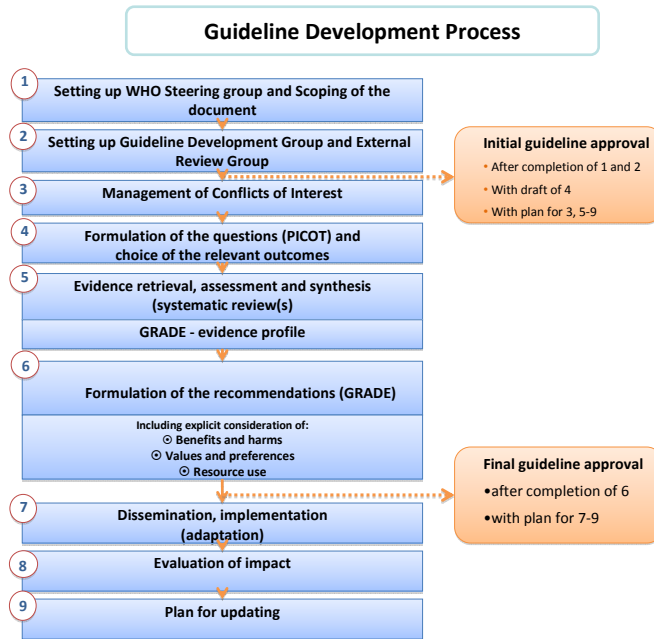 Guideline Development Process
1
Setting up WHO Steering group and Scoping of the
document
2
Setting up Guideline Development Group and External
Review Group
Initial guideline approval
• After completion of 1 and 2
• With draft of 4
• With plan for 3, 5-9
3
Management of Conflicts of Interest
4
Formulation of the questions (PICOT) and
choice of the relevant outcomes
5
Evidence retrieval, assessment and synthesis
(systematic review(s)
GRADE - evidence profile
6
Formulation of the recommendations (GRADE)
Including explicit consideration of:
☉ Benefits and harms
☉ Values and preferences
☉ Resource use
Final guideline approval
•after completion of 6
•with plan for 7-9
7
Dissemination, implementation
(adaptation)
8
Evaluation of impact
9
Plan for updating